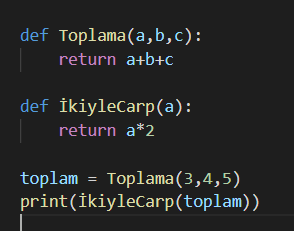 def Toplama(a,b,c):
    return a+b+c
def İkiyleCarp(a):
    return a*2
toplam = Toplama(3,4,5)
print(İkiyleCarp(toplam))